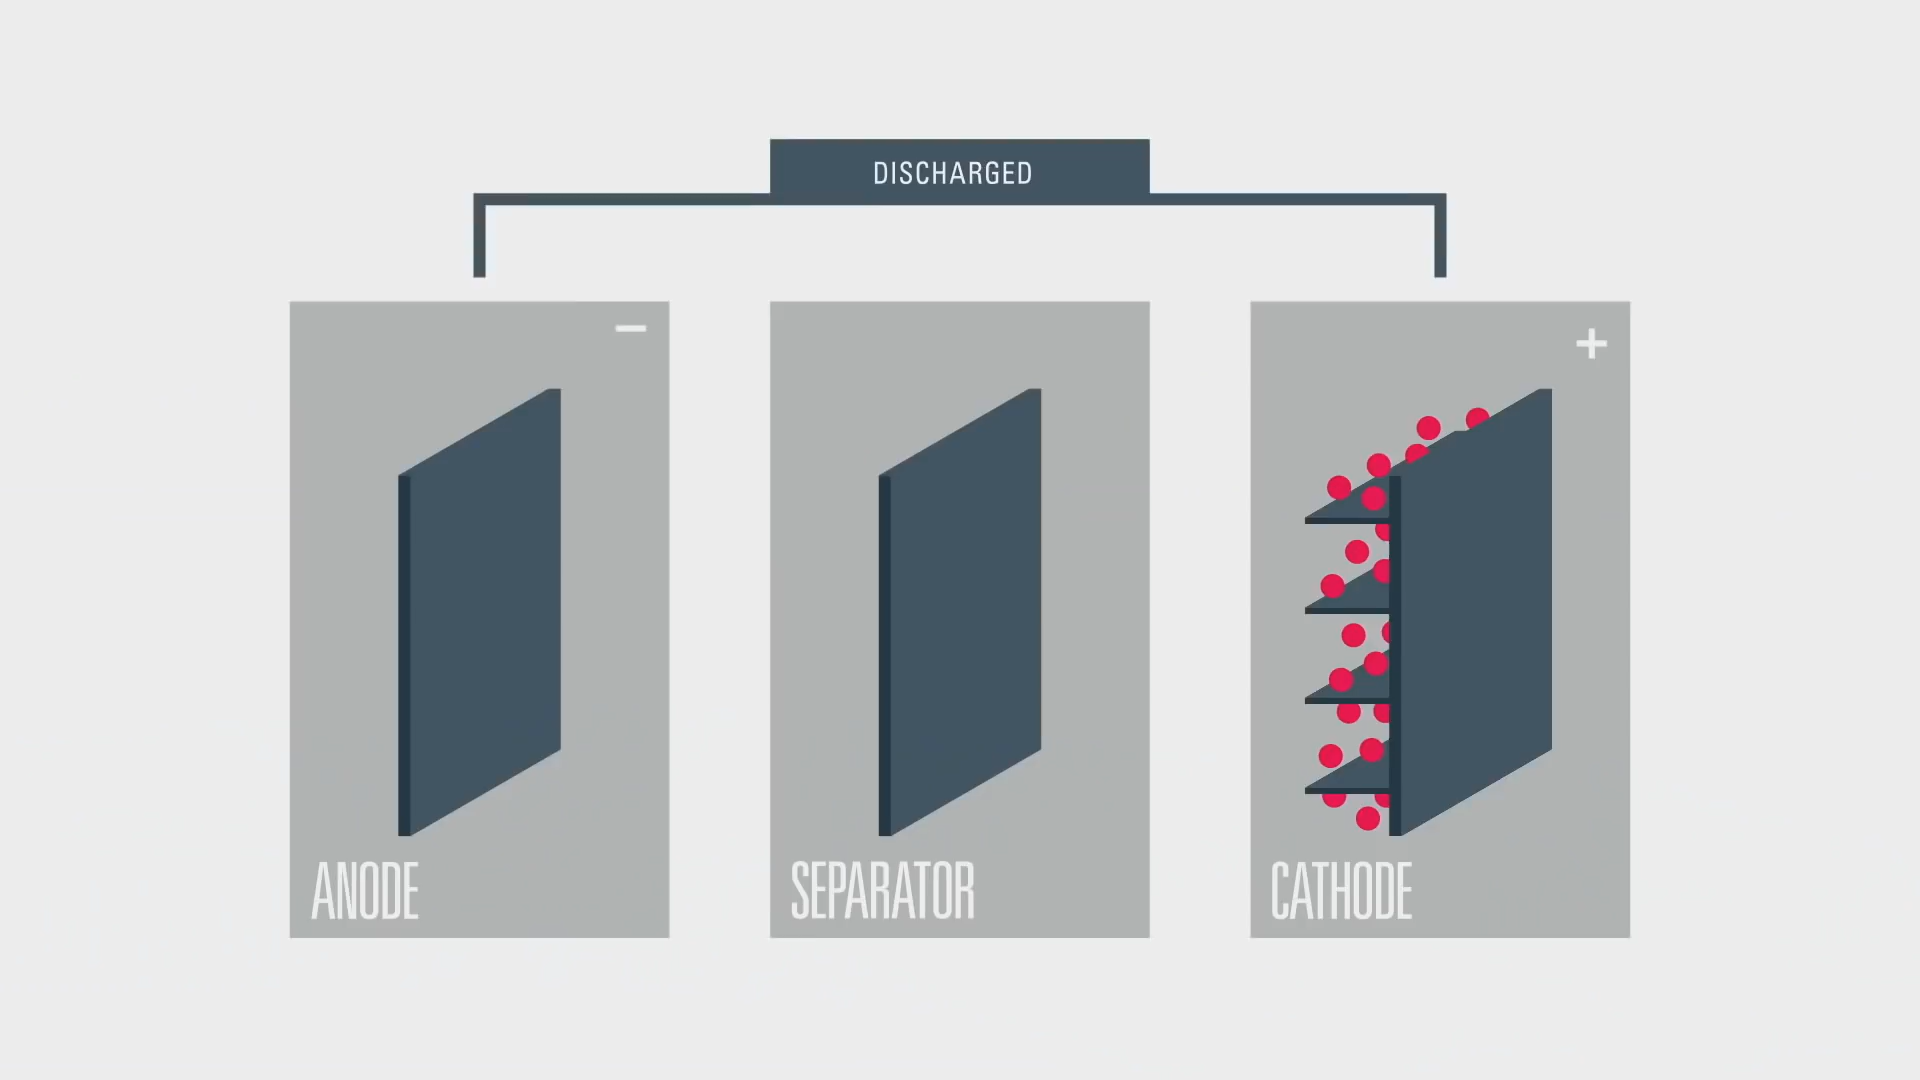 DISCHARGED
−
+
ANODE
SEPARATOR
CATHODE